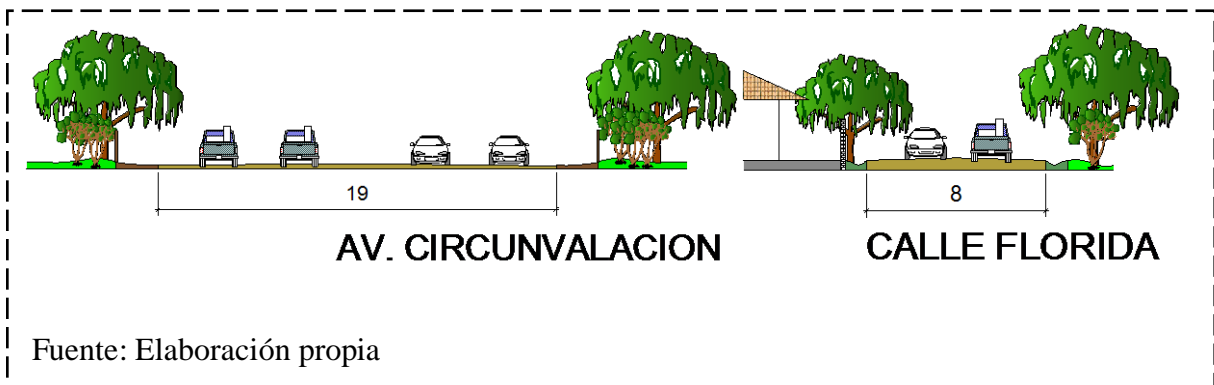 19
8
AV. CIRCUNVALACION
CALLE FLORIDA
Fuente: Elaboración propia